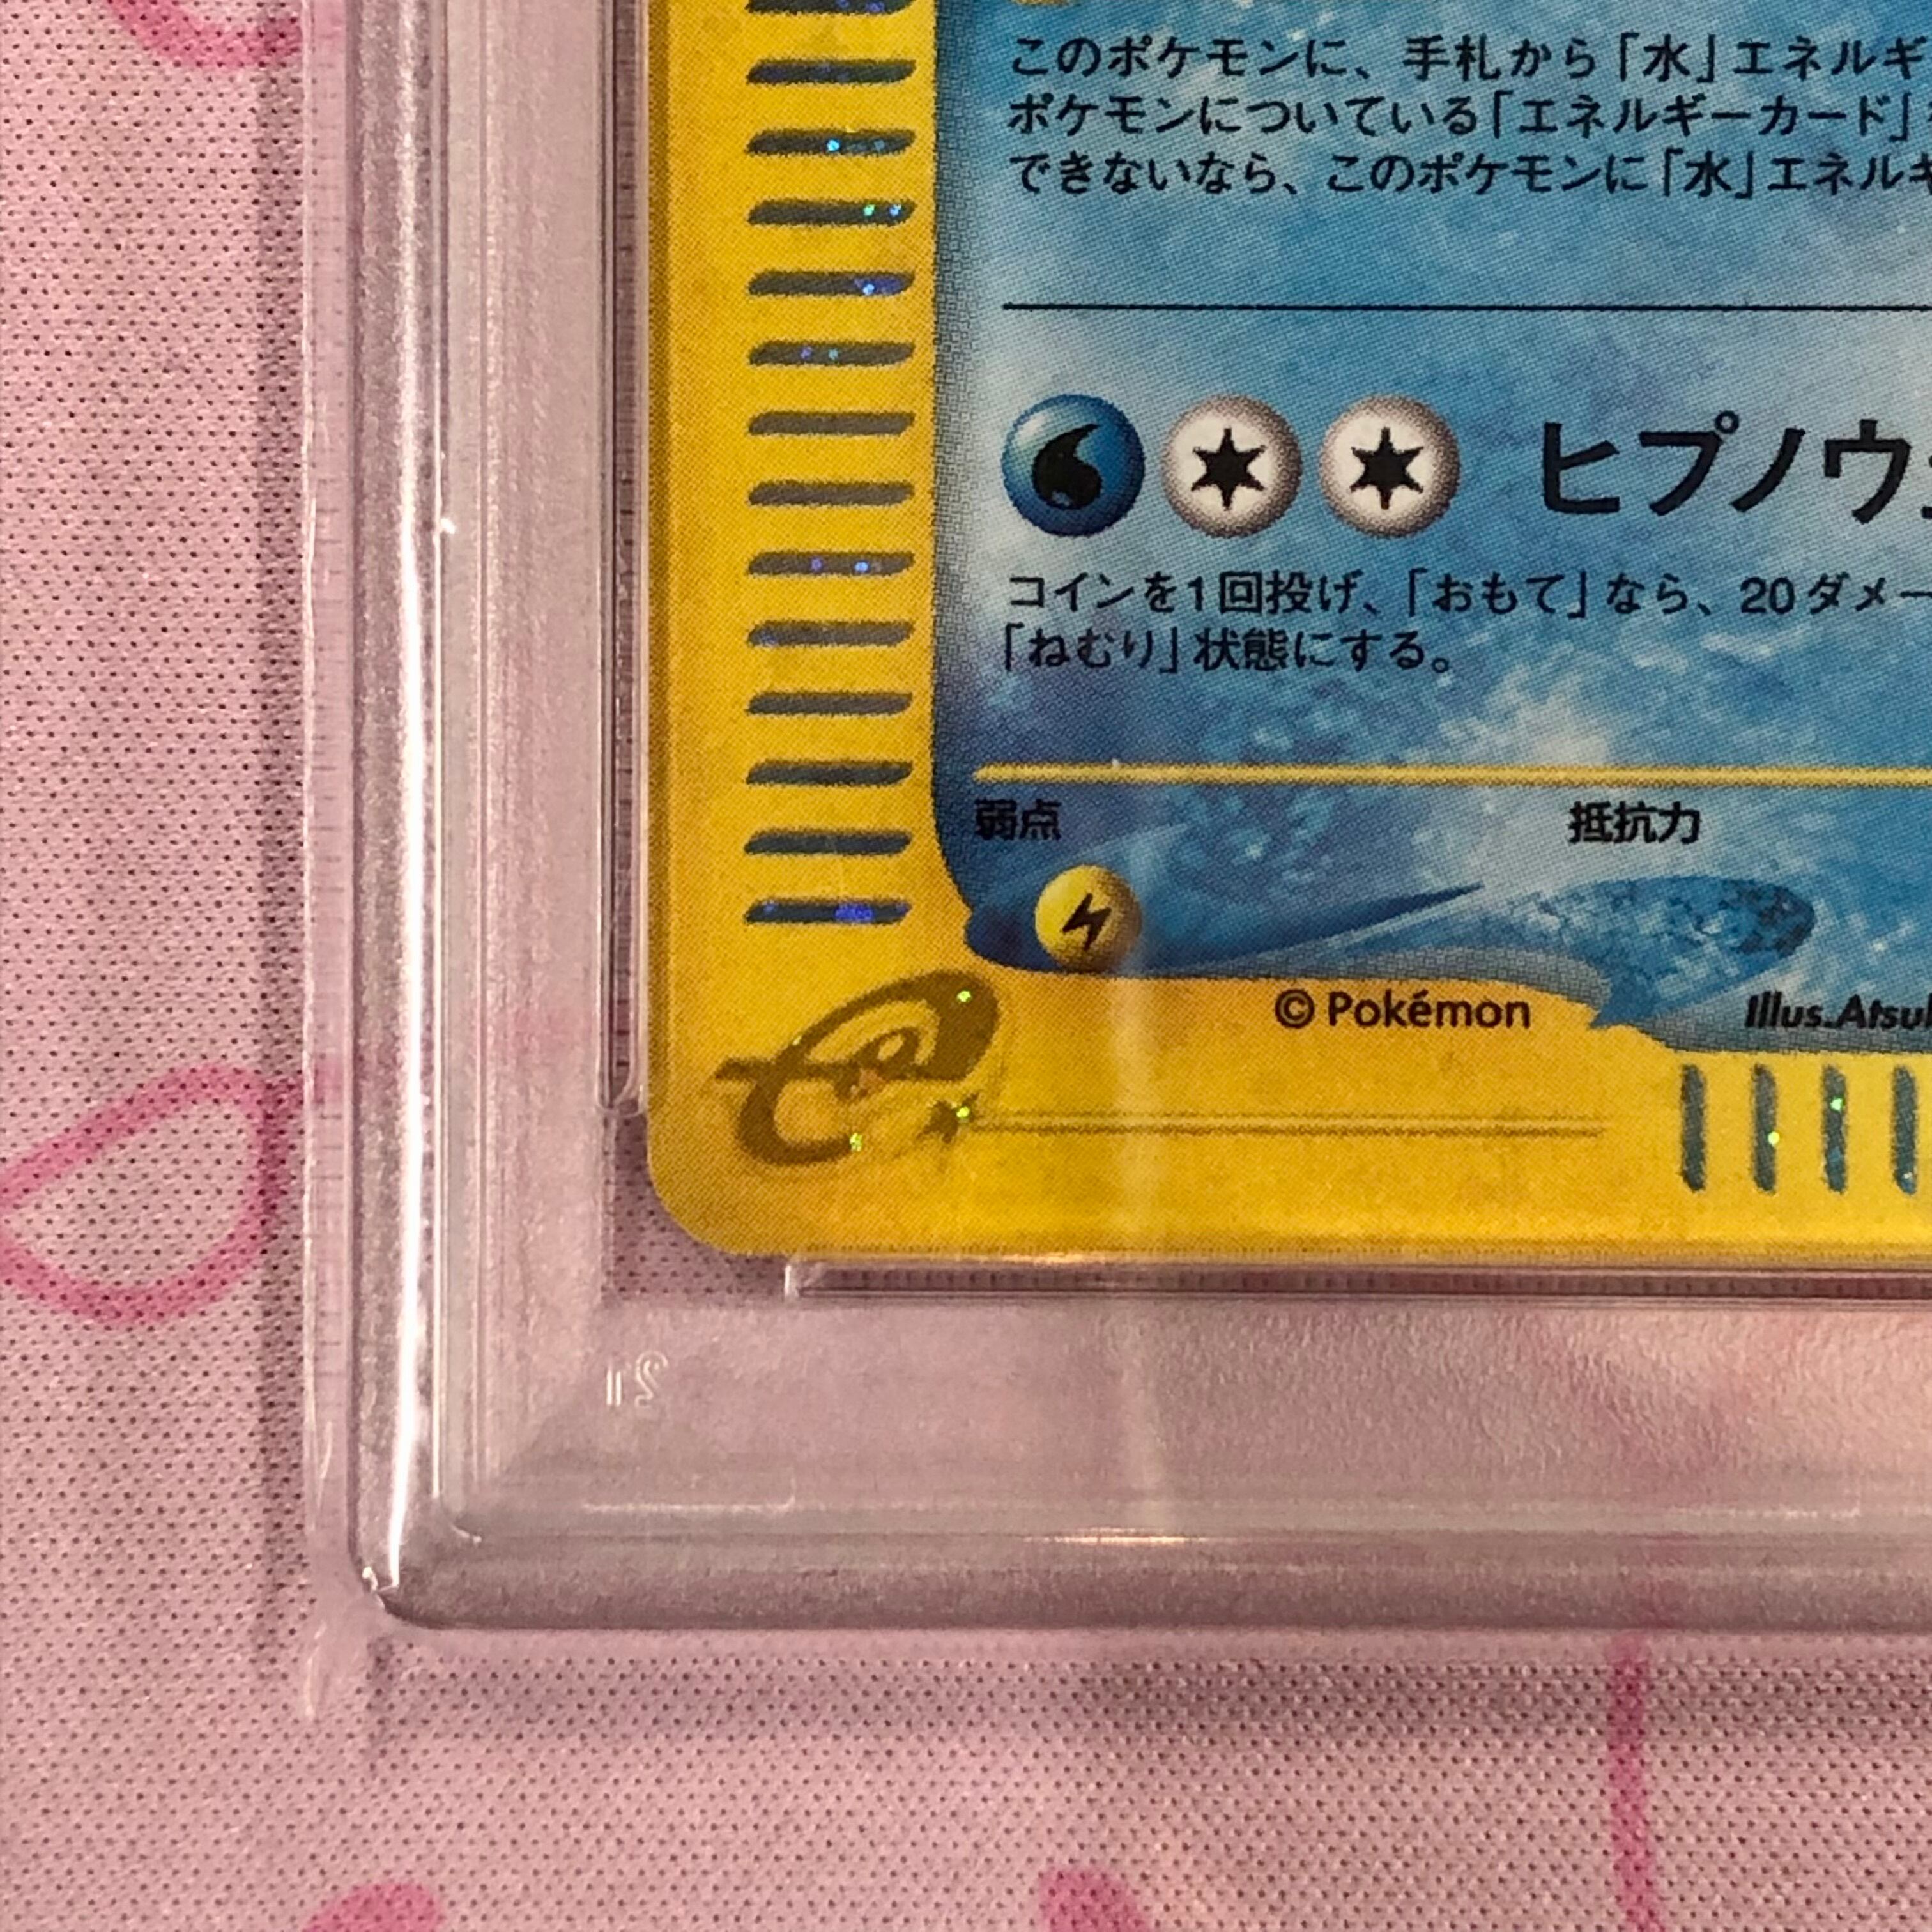 このポケモンに、手札から「水」エネルギ
ポケモンについている「エネルギーカード」
できないなら、このポケモンに「水」エネルギ
ヒプノウ
コインを1回投げ、「おもて」なら、20ダメー
「ねむり」状態にする。
弱点 抵抗力
© Pokémon Illus.Atsu
e
21